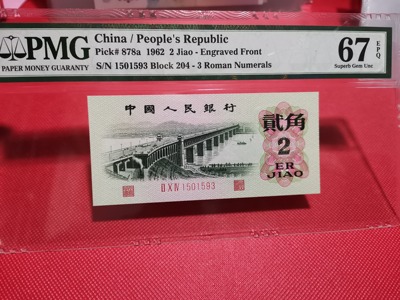 PMG
PAPER MONEY GUARANTY
China / People's Republic
Pick# 878a 1962 2 Jiao - Engraved Front
S/N 1501593 Block 204 - 3 Roman Numerals
67 EPQ
Superb Gem Unc
中國人民銀行
貳角
2
ER
JIAO
IXN 1501593